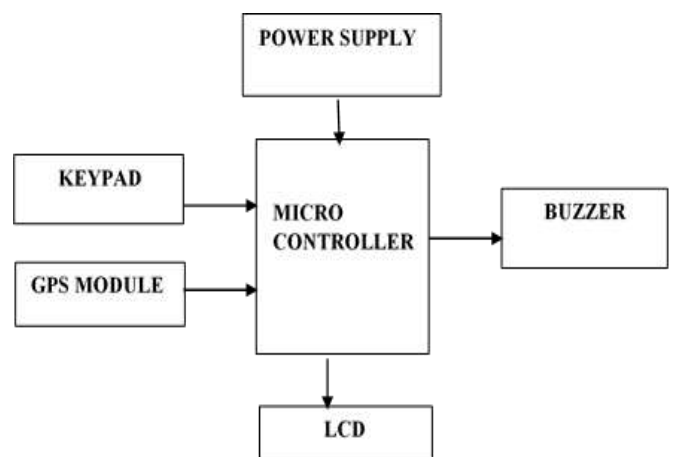 POWER SUPPLY
KEYPAD
MICRO
CONTROLLER
BUZZER
GPS MODULE
LCD